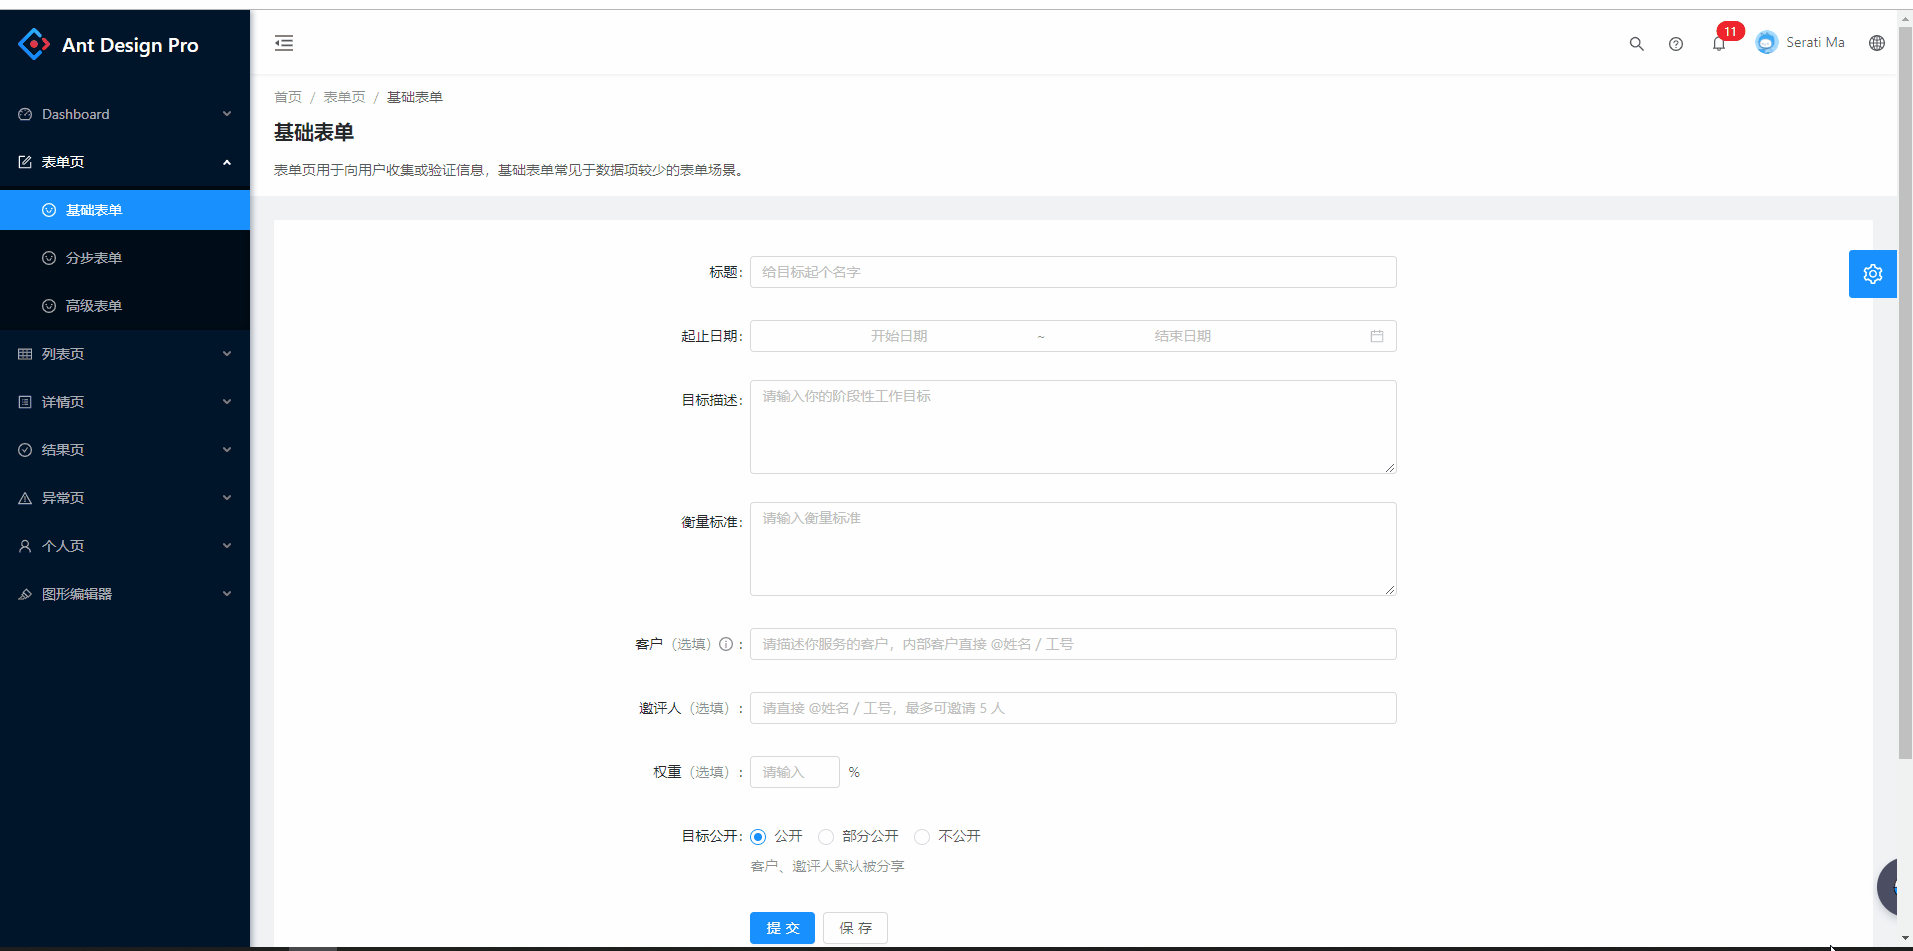 Ant Design Pro
11
Serati Ma
Dashboard
表单页
基础表单
分步表单
高级表单
列表页
详情页
结果页
异常页
个人页
图形编辑器
首页 / 表单页 / 基础表单
基础表单
表单页用于向用户收集或验证信息，基础表单常见于数据项较少的表单场景。
标题: 给目标起个名字
起止日期: 开始日期 ~ 结束日期
目标描述: 请输入你的阶段性工作目标
衡量标准: 请输入衡量标准
客户（选填）: 请描述你服务的客户，内部客户直接 @姓名 / 工号
邀评人（选填）: 请直接 @姓名 / 工号，最多可邀请 5 人
权重（选填）: 请输入 %
目标公开: 公开 部分公开 不公开
客户、邀评人默认被分享
提 交 保 存